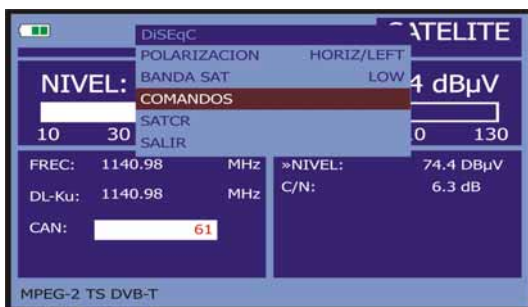 DiSEqC
SATELITE
POLARIZACION HORIZ/LEFT
BANDA SAT LOW
COMANDOS
SATCR
SALIR
NIVEL: 4 dBµV
10 30 130
FREC: 1140.98 MHz
DL-Ku: 1140.98 MHz
CAN: 61
»NIVEL: 74.4 DBµV
C/N: 6.3 dB
MPEG-2 TS DVB-T